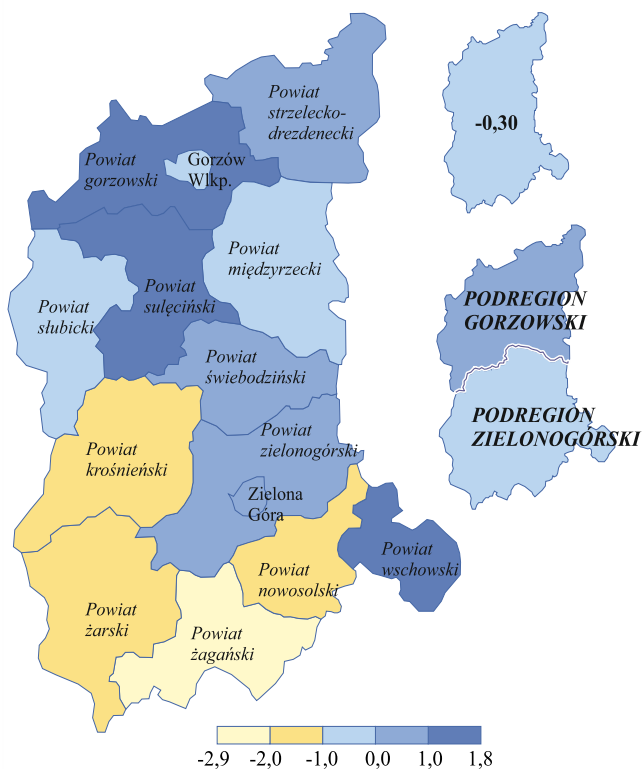 Powiat
strzelecko-
drezdenecki
Powiat
gorzowski
Gorzów
Wlkp.
-0,30
Powiat
międzyrzecki
Powiat
sulęciński
Powiat
słubicki
PODREGION
GORZOWSKI
Powiat
świebodziński
PODREGION
ZIELONOGÓRSKI
Powiat
zielonogórski
Powiat
krośnieński
Zielona
Góra
Powiat
wschowski
Powiat
nowosolski
Powiat
żarski
Powiat
żagański
-2,9 -2,0 -1,0 0,0 1,0 1,8